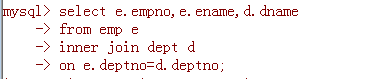 mysql> select e.empno,e.ename,d.dname
-> from emp e
-> inner join dept d
-> on e.deptno=d.deptno;